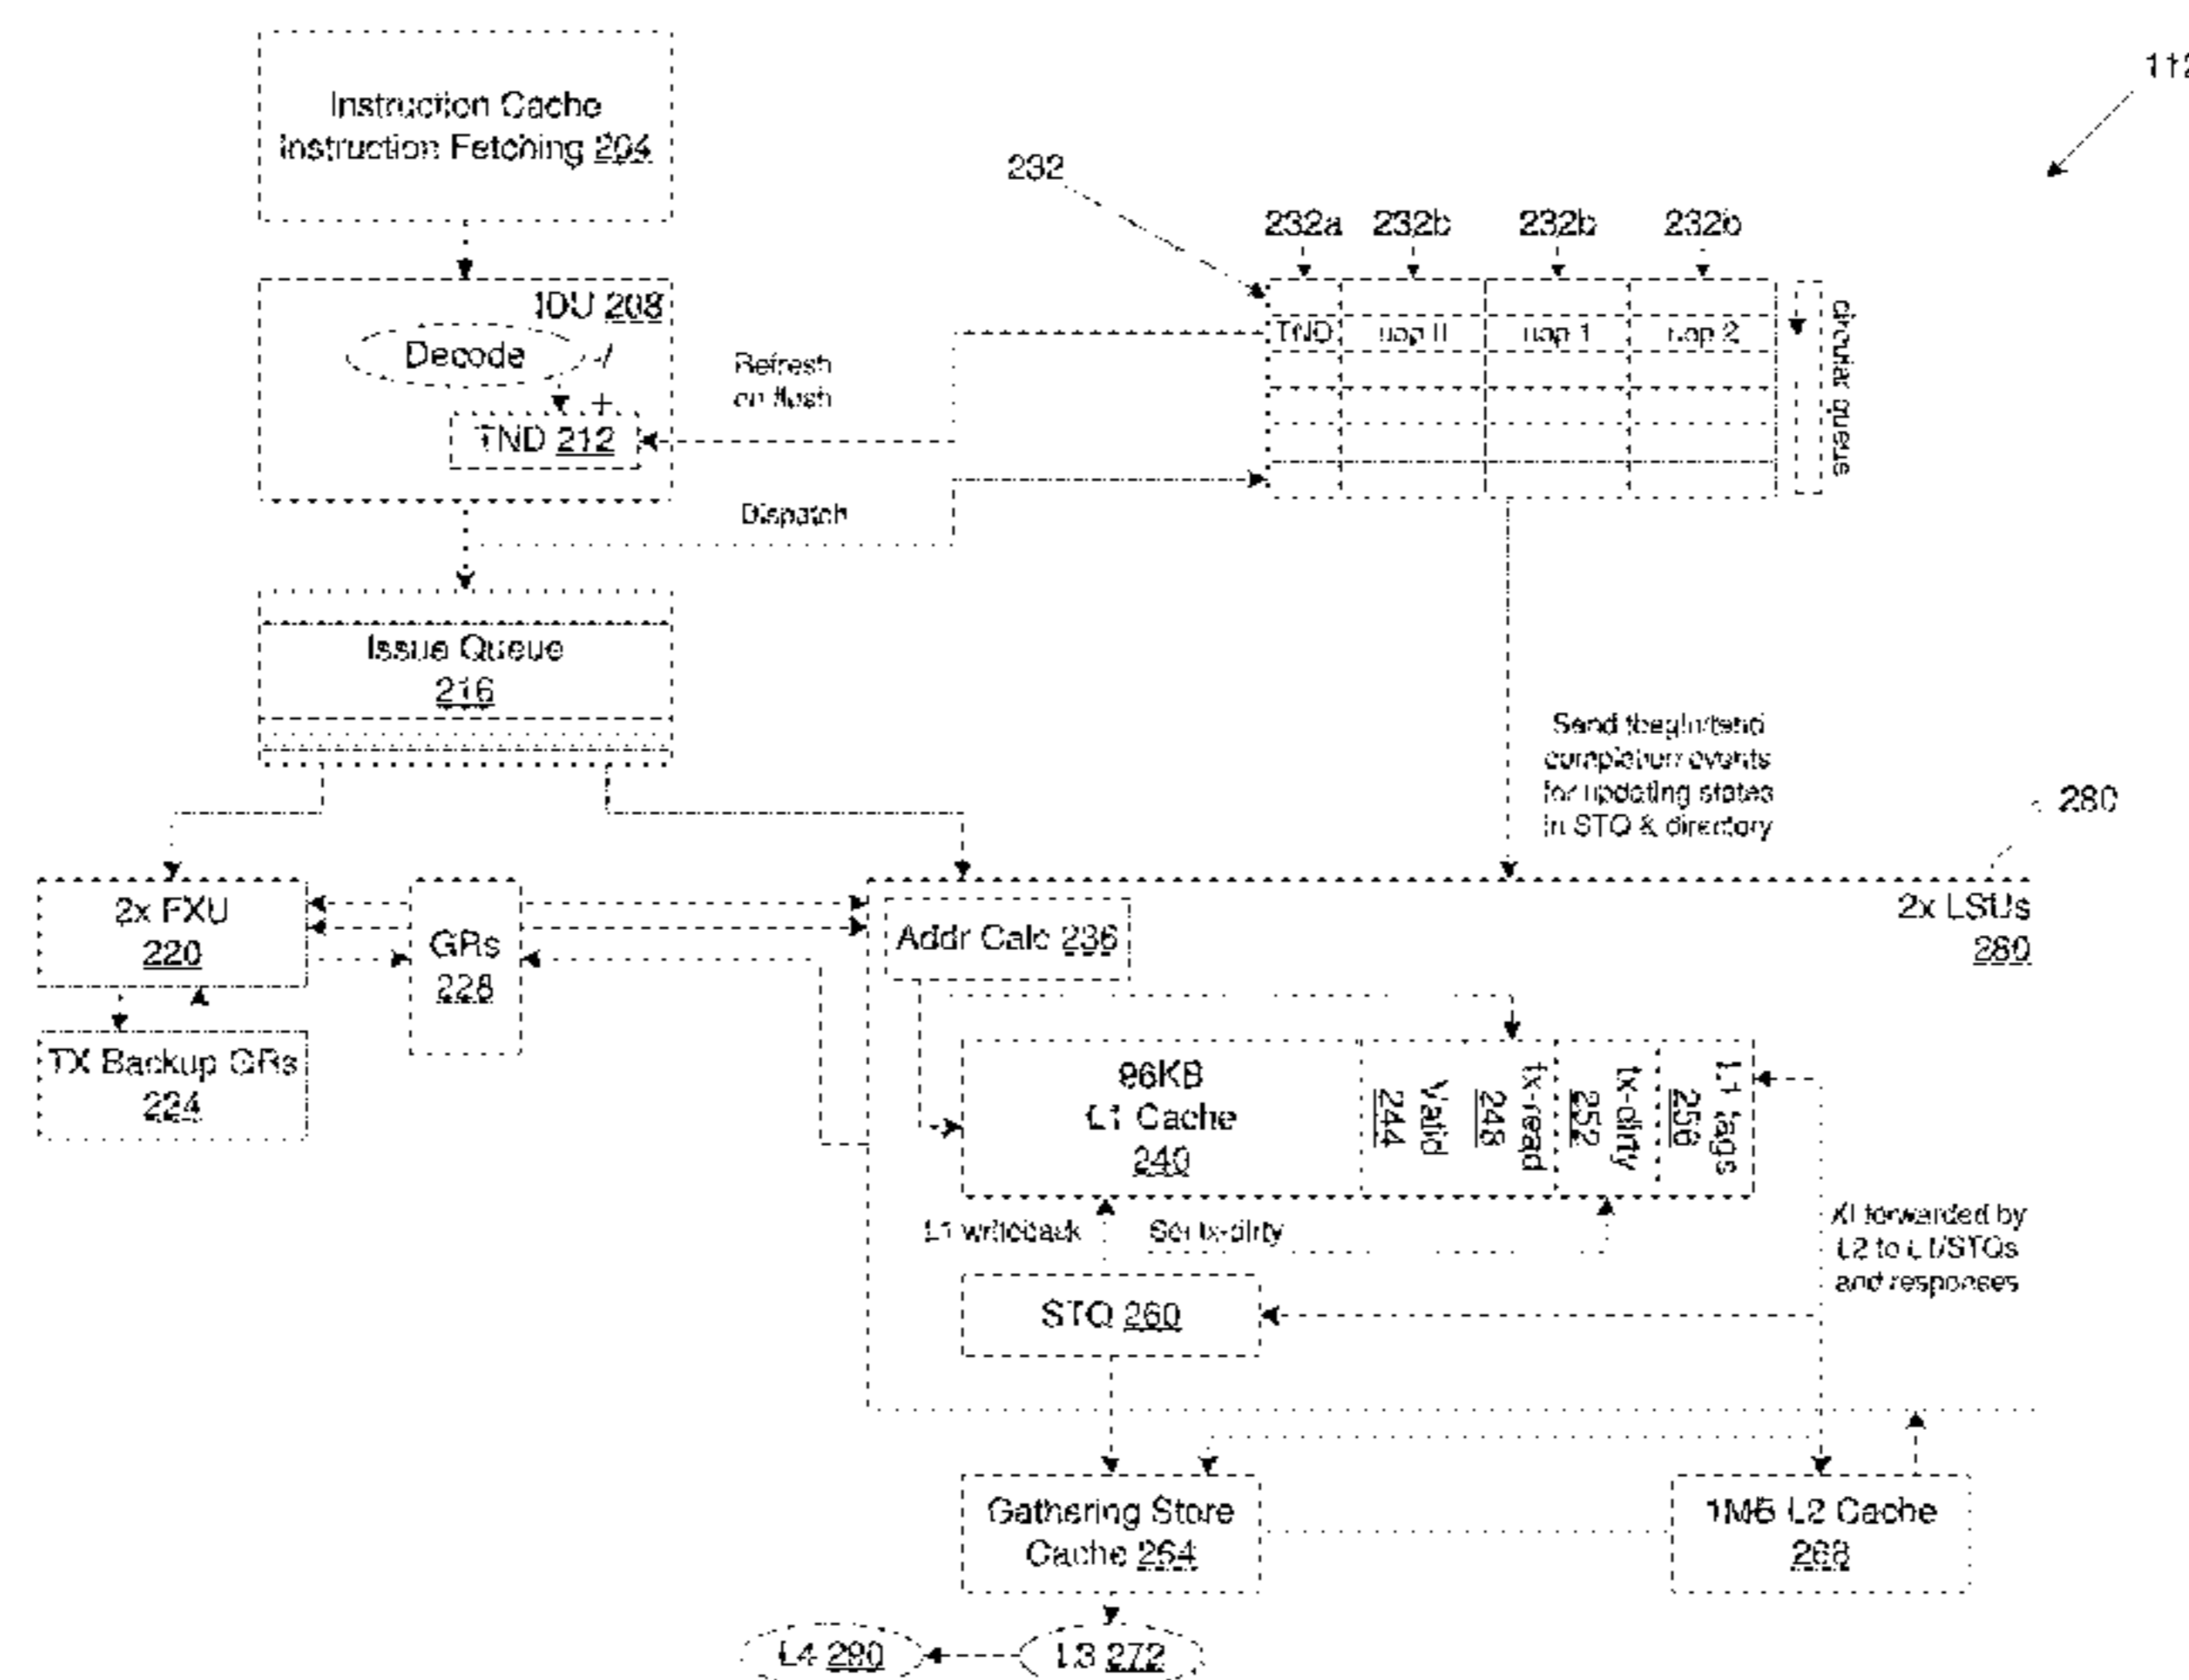 112
Instruction Cache
Instruction Fetching 204
232
232a 232b 232b 232b
IDU 208
Decode
-/
+
TND 212
Refresh
on flush
TND uop 0 uop 1 uop 2
circular queue
Dispatch
Issue Queue
216
Send tbegin/tend
completion events
for updating states
in STQ & directory
280
2x FXU
220
GRs
228
Addr Calc 236
2x LSUs
280
TX Backup GRs
224
96KB
L1 Cache
240
Valid
244
tx-read
248
tx-dirty
252
L1 tags
256
L1 writeback
Set tx-dirty
XI forwarded by
L2 to L1/STQs
and responses
STQ 260
Gathering Store
Cache 264
1MB L2 Cache
268
L4 290
L3 272